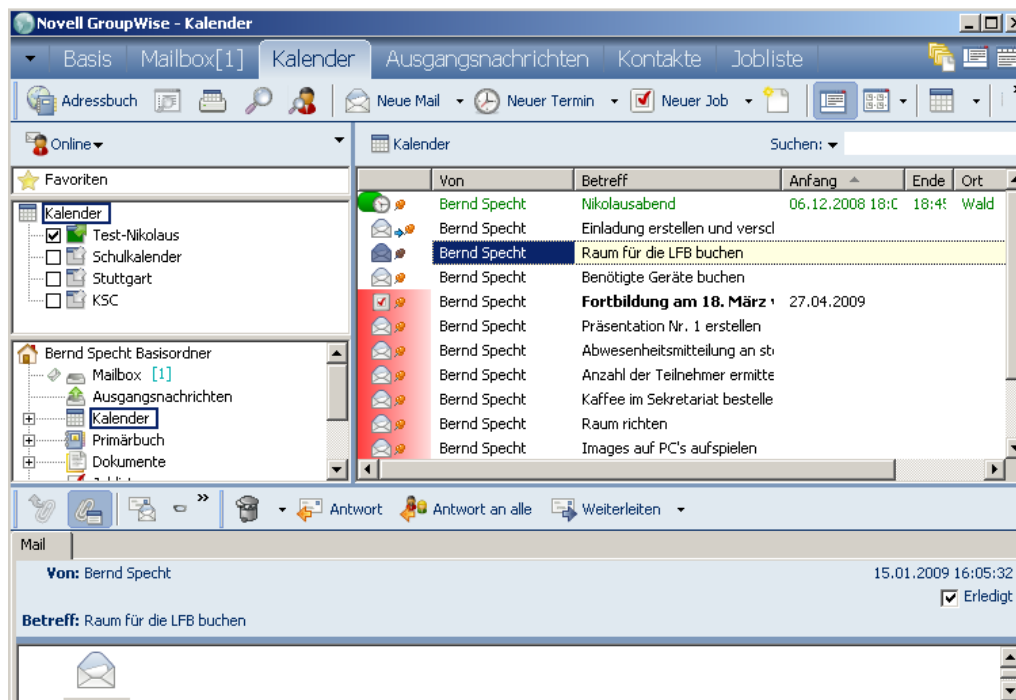 Novell GroupWise - Kalender
Basis Mailbox[1] Kalender Ausgangsnachrichten Kontakte Jobliste
Adressbuch Neue Mail Neuer Termin Neuer Job
Online
Kalender Suchen:
Favoriten
Kalender
Test-Nikolaus
Schulkalender
Stuttgart
KSC
Bernd Specht Basisordner
Mailbox [1]
Ausgangsnachrichten
Kalender
Primärbuch
Dokumente
Von Betreff Anfang Ende Ort
Bernd Specht Nikolausabend 06.12.2008 18:0 18:45 Wald
Bernd Specht Einladung erstellen und versch
Bernd Specht Raum für die LFB buchen
Bernd Specht Benötigte Geräte buchen
Bernd Specht Fortbildung am 18. März 27.04.2009
Bernd Specht Präsentation Nr. 1 erstellen
Bernd Specht Abwesenheitsmitteilung an
Bernd Specht Anzahl der Teilnehmer ermitte
Bernd Specht Kaffee im Sekretariat bestelle
Bernd Specht Raum richten
Bernd Specht Images auf PC's aufspielen
Antwort Antwort an alle Weiterleiten
Mail
Von: Bernd Specht 15.01.2009 16:05:32
Erledigt
Betreff: Raum für die LFB buchen